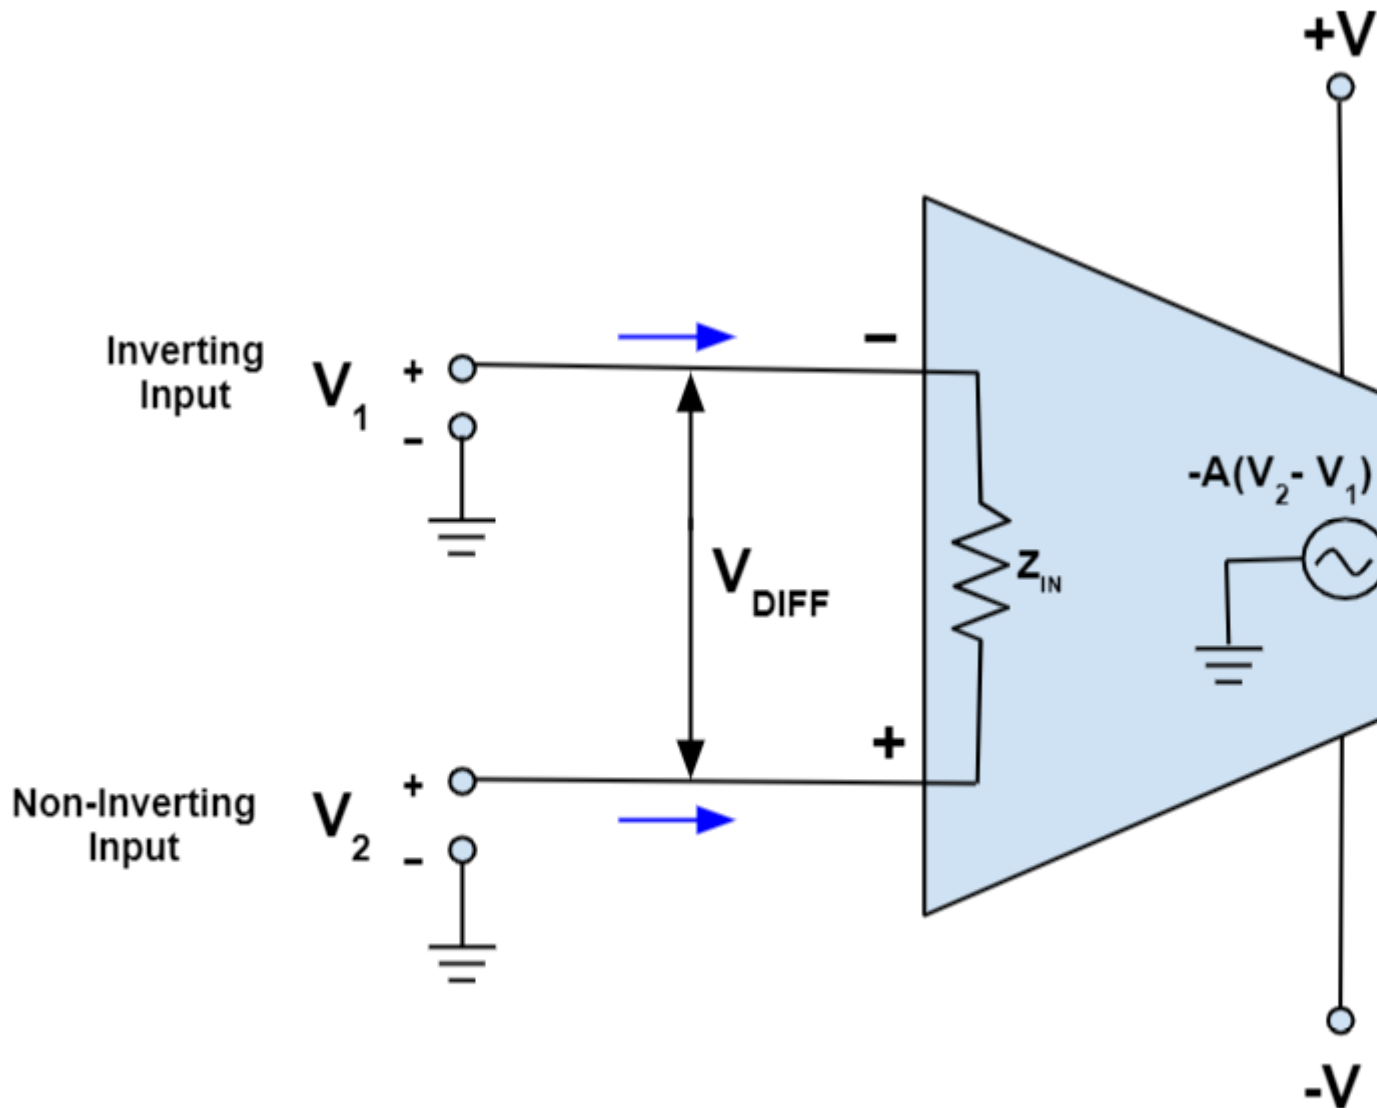 +V
Inverting
Input
V1
+
-
-
-A(V2- V1)
VDIFF
ZIN
+
Non-Inverting
Input
V2
+
-
-V